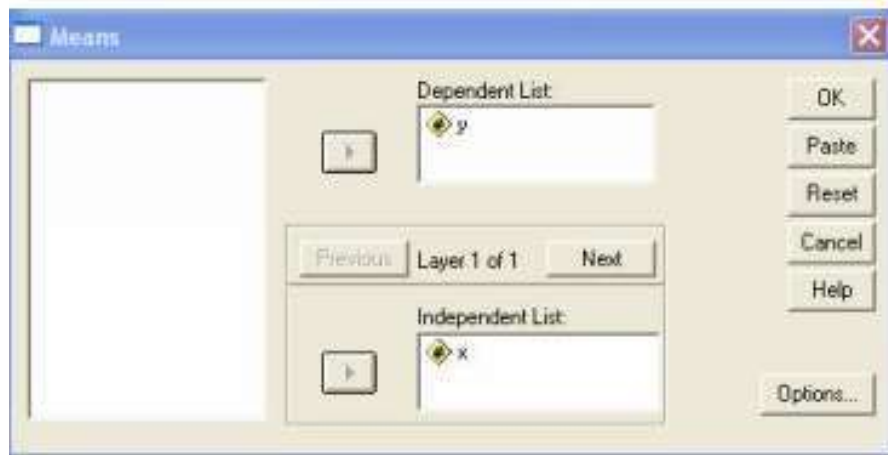 Means
Dependent List:
y
OK
Paste
Reset
Previous
Layer 1 of 1
Next
Cancel
Help
Independent List:
x
Options...